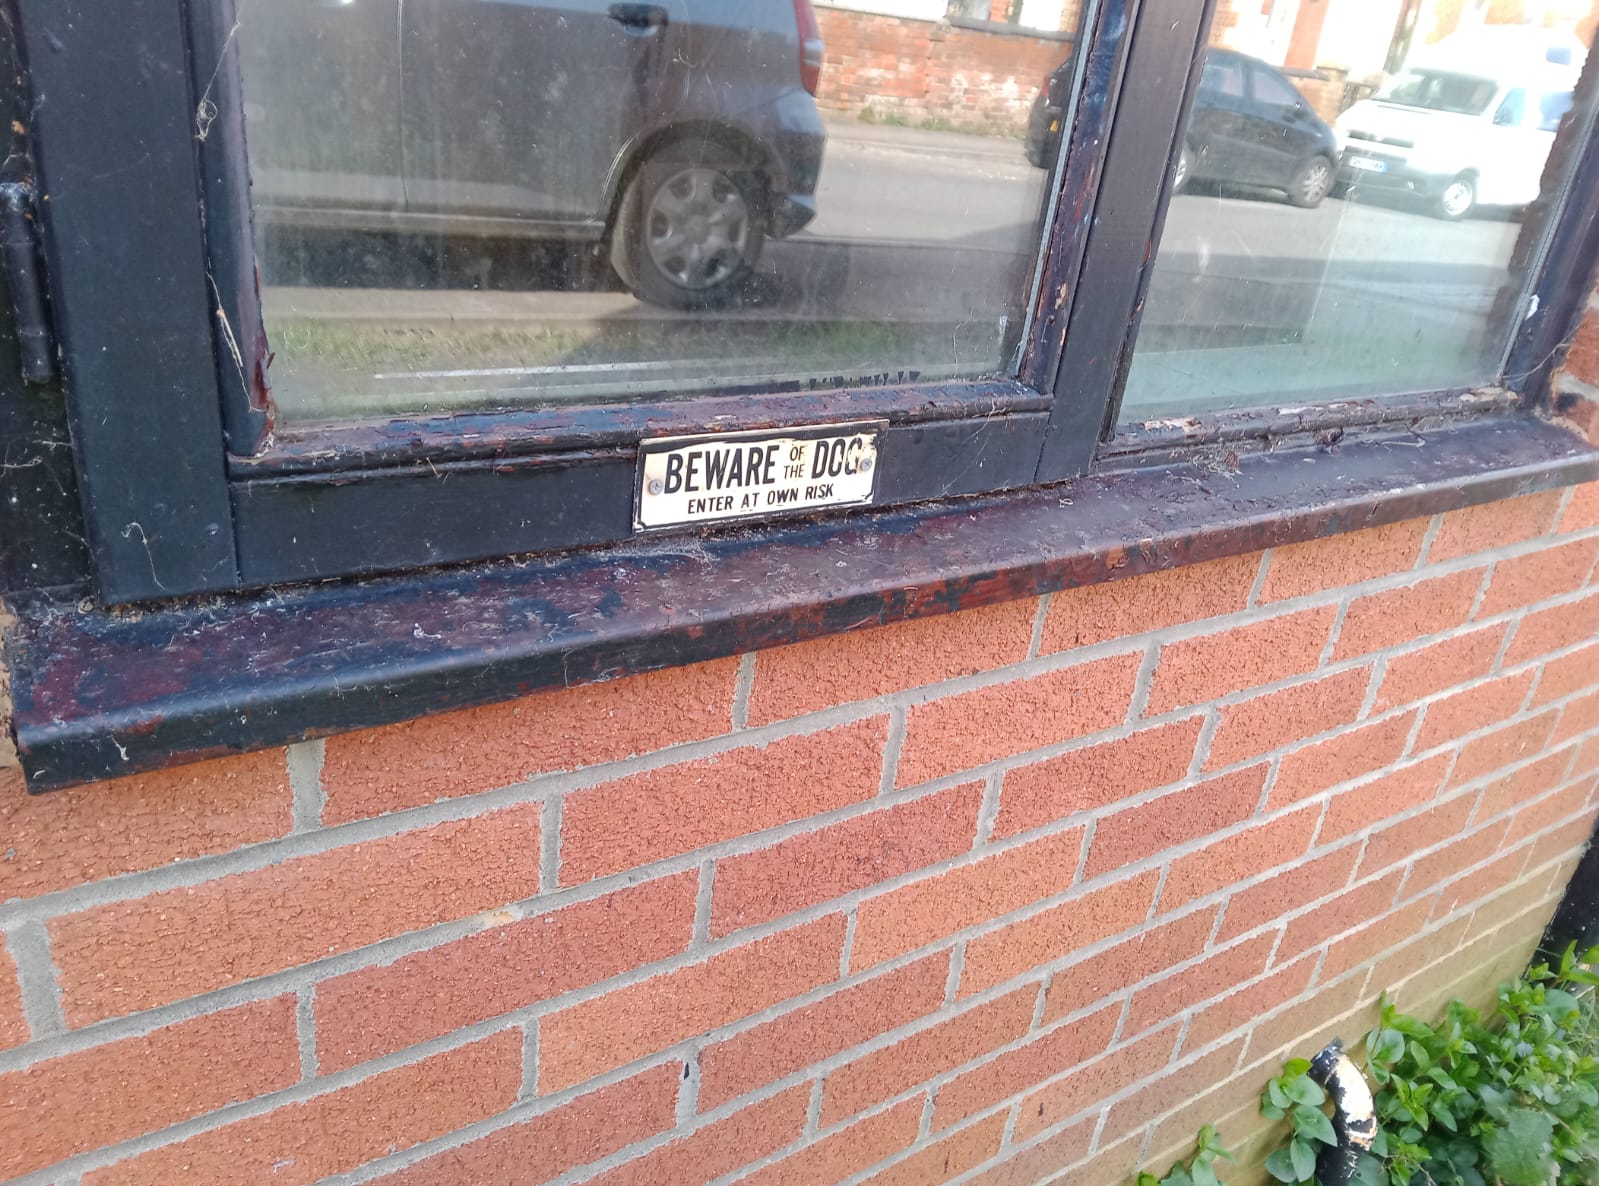 BEWARE OF THE DOG
ENTER AT OWN RISK